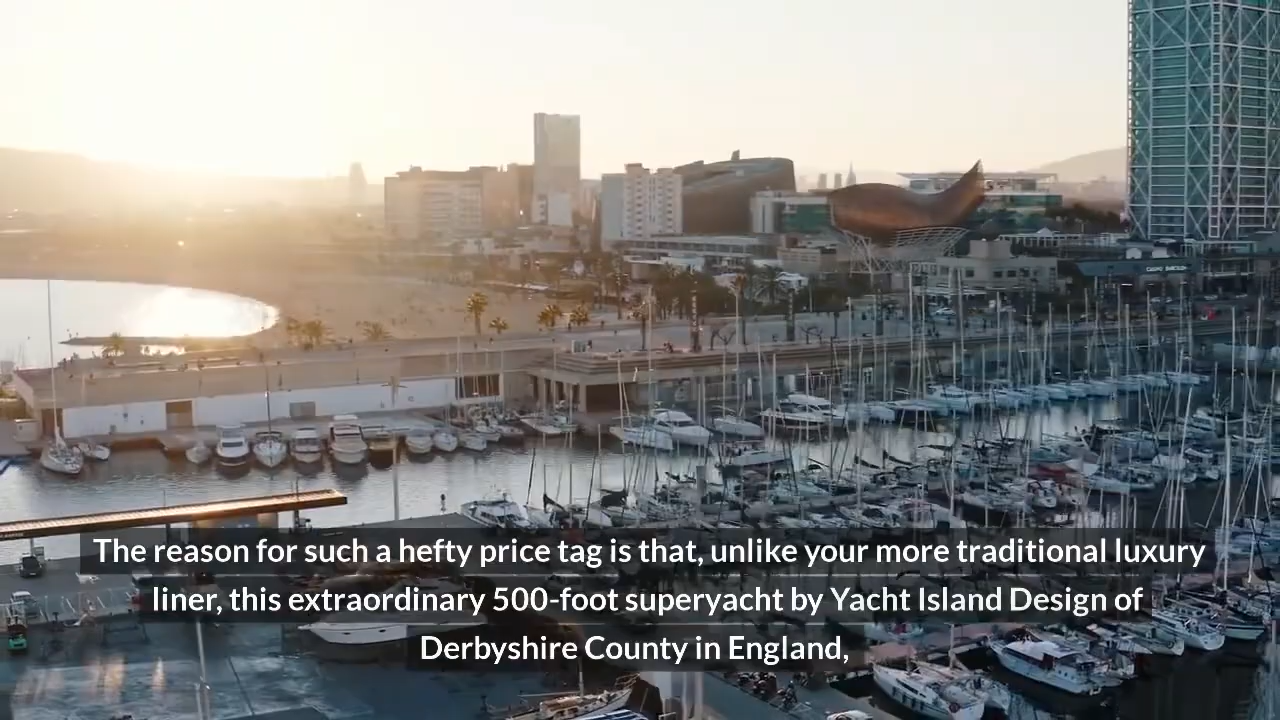 The reason for such a hefty price tag is that, unlike your more traditional luxury
liner, this extraordinary 500-foot superyacht by Yacht Island Design of
Derbyshire County in England,